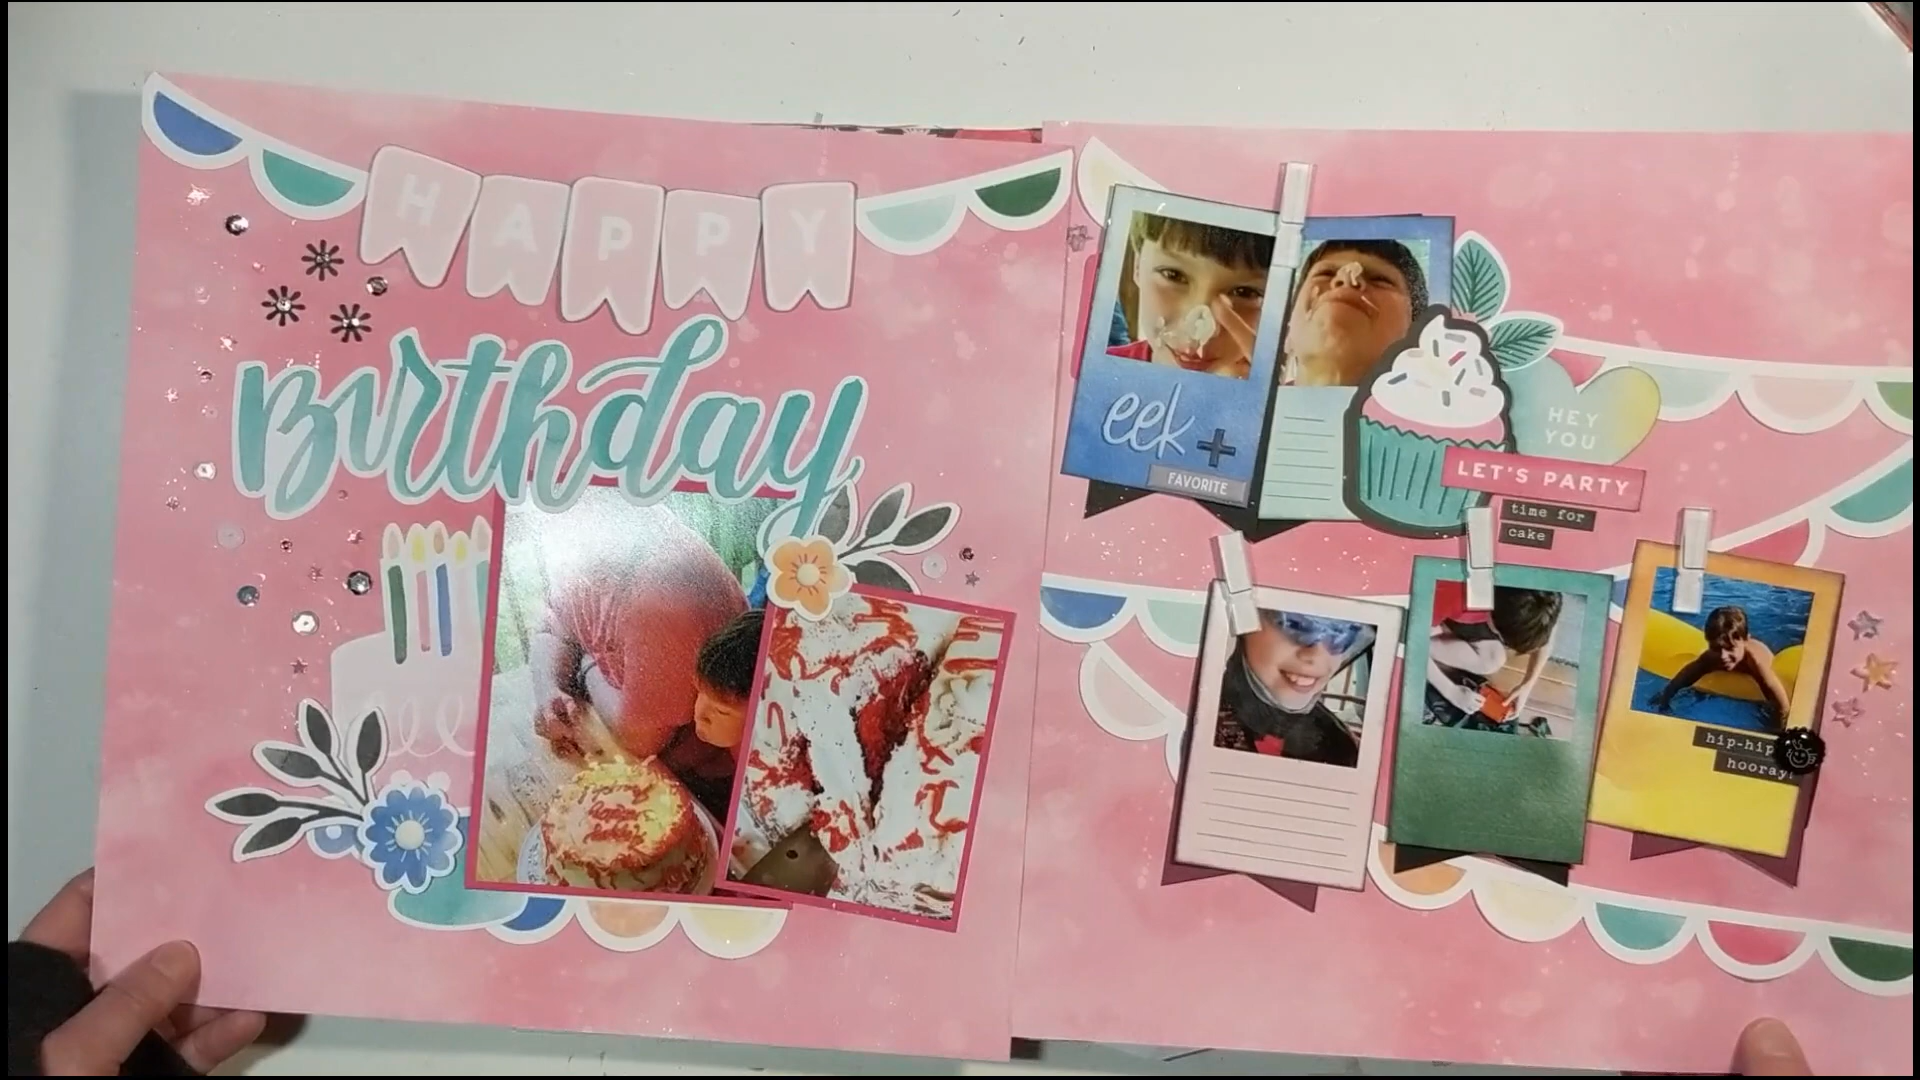 HAPPY
Birthday
eek
FAVORITE
HEY
YOU
LET'S PARTY
time for
cake
hip-hip
hooray!